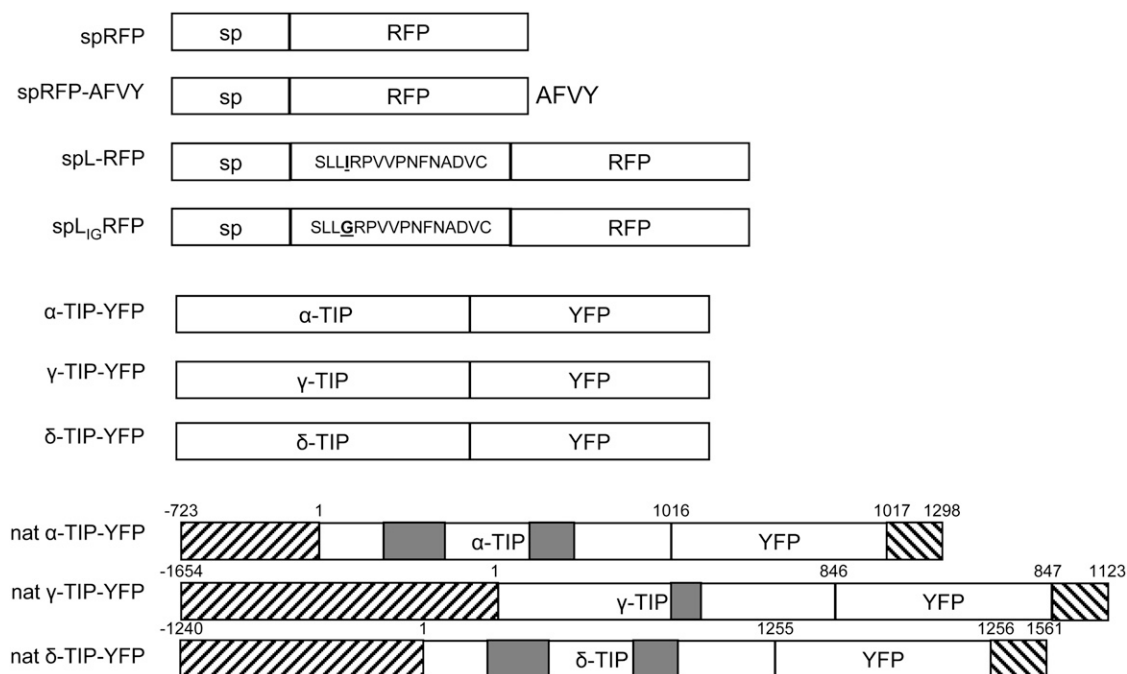 spRFP sp RFP
spRFP-AFVY sp RFP AFVY
spL-RFP sp SLLIRPVVPNFNADVC RFP
spLIGRFP sp SLLGRPVVPNFNADVC RFP
α-TIP-YFP α-TIP YFP
γ-TIP-YFP γ-TIP YFP
δ-TIP-YFP δ-TIP YFP
-723 1 1016 1017 1298
nat α-TIP-YFP α-TIP YFP
-1654 1 846 847 1123
nat γ-TIP-YFP γ-TIP YFP
-1240 1 1255 1256 1561
nat δ-TIP-YFP δ-TIP YFP